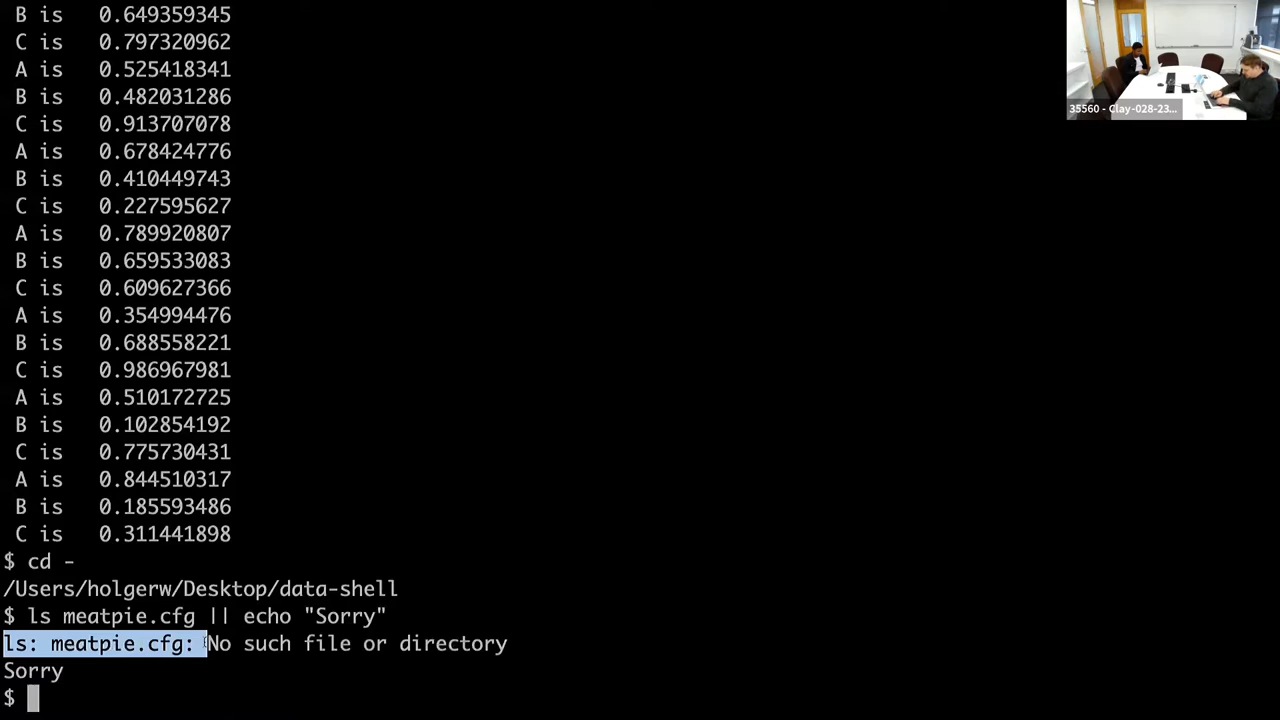 B is   0.649359345
C is   0.797320962
A is   0.525418341
B is   0.482031286
C is   0.913707078
A is   0.678424776
B is   0.410449743
C is   0.227595627
A is   0.789920807
B is   0.659533083
C is   0.609627366
A is   0.354994476
B is   0.688558221
C is   0.986967981
A is   0.510172725
B is   0.102854192
C is   0.775730431
A is   0.844510317
B is   0.185593486
C is   0.311441898
$ cd -
/Users/holgerw/Desktop/data-shell
$ ls meatpie.cfg || echo "Sorry"
ls: meatpie.cfg: No such file or directory
Sorry
$
35560 - Clay-028-23...